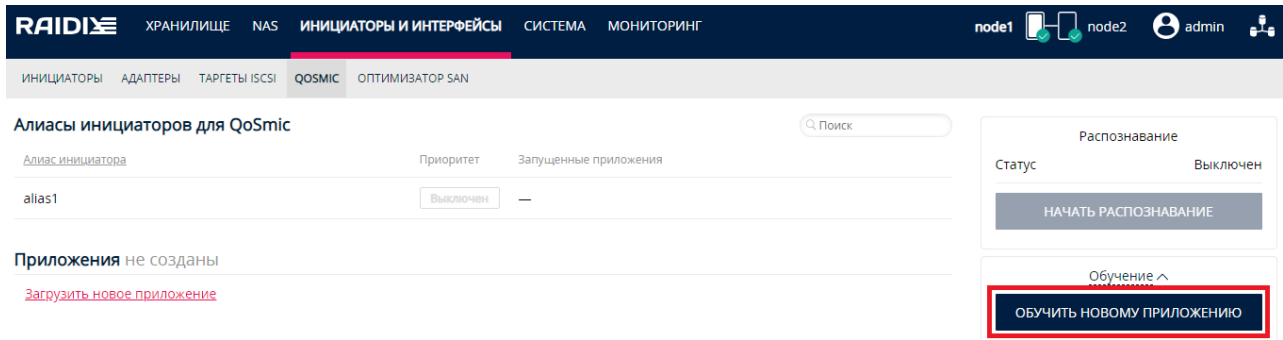 RAIDIX ХРАНИЛИЩЕ NAS ИНИЦИАТОРЫ И ИНТЕРФЕЙСЫ СИСТЕМА МОНИТОРИНГ node1 node2 admin
ИНИЦИАТОРЫ АДАПТЕРЫ ТАРГЕТЫ ISCSI QOSMIC ОПТИМИЗАТОР SAN
Алиасы инициаторов для QoSmic Поиск
Алиас инициатора Приоритет Запущенные приложения
alias1 Выключен —
Приложения не созданы
Загрузить новое приложение
Распознавание
Статус Выключен
НАЧАТЬ РАСПОЗНАВАНИЕ
Обучение
ОБУЧИТЬ НОВОМУ ПРИЛОЖЕНИЮ